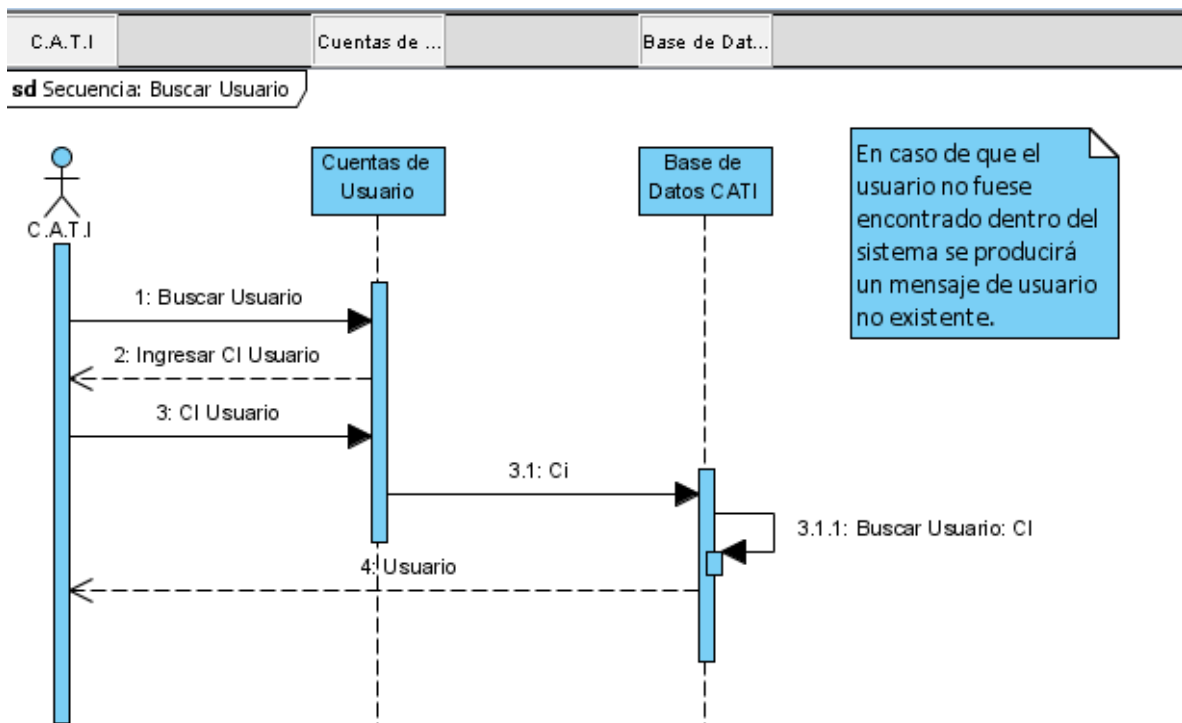 C.A.T.I
Cuentas de ...
Base de Dat...
sd Secuencia: Buscar Usuario
C.A.T.I
Cuentas de
Usuario
Base de
Datos CATI
En caso de que el
usuario no fuese
encontrado dentro del
sistema se producirá
un mensaje de usuario
no existente.
1: Buscar Usuario
2: Ingresar CI Usuario
3: CI Usuario
3.1: Ci
3.1.1: Buscar Usuario: CI
4: Usuario